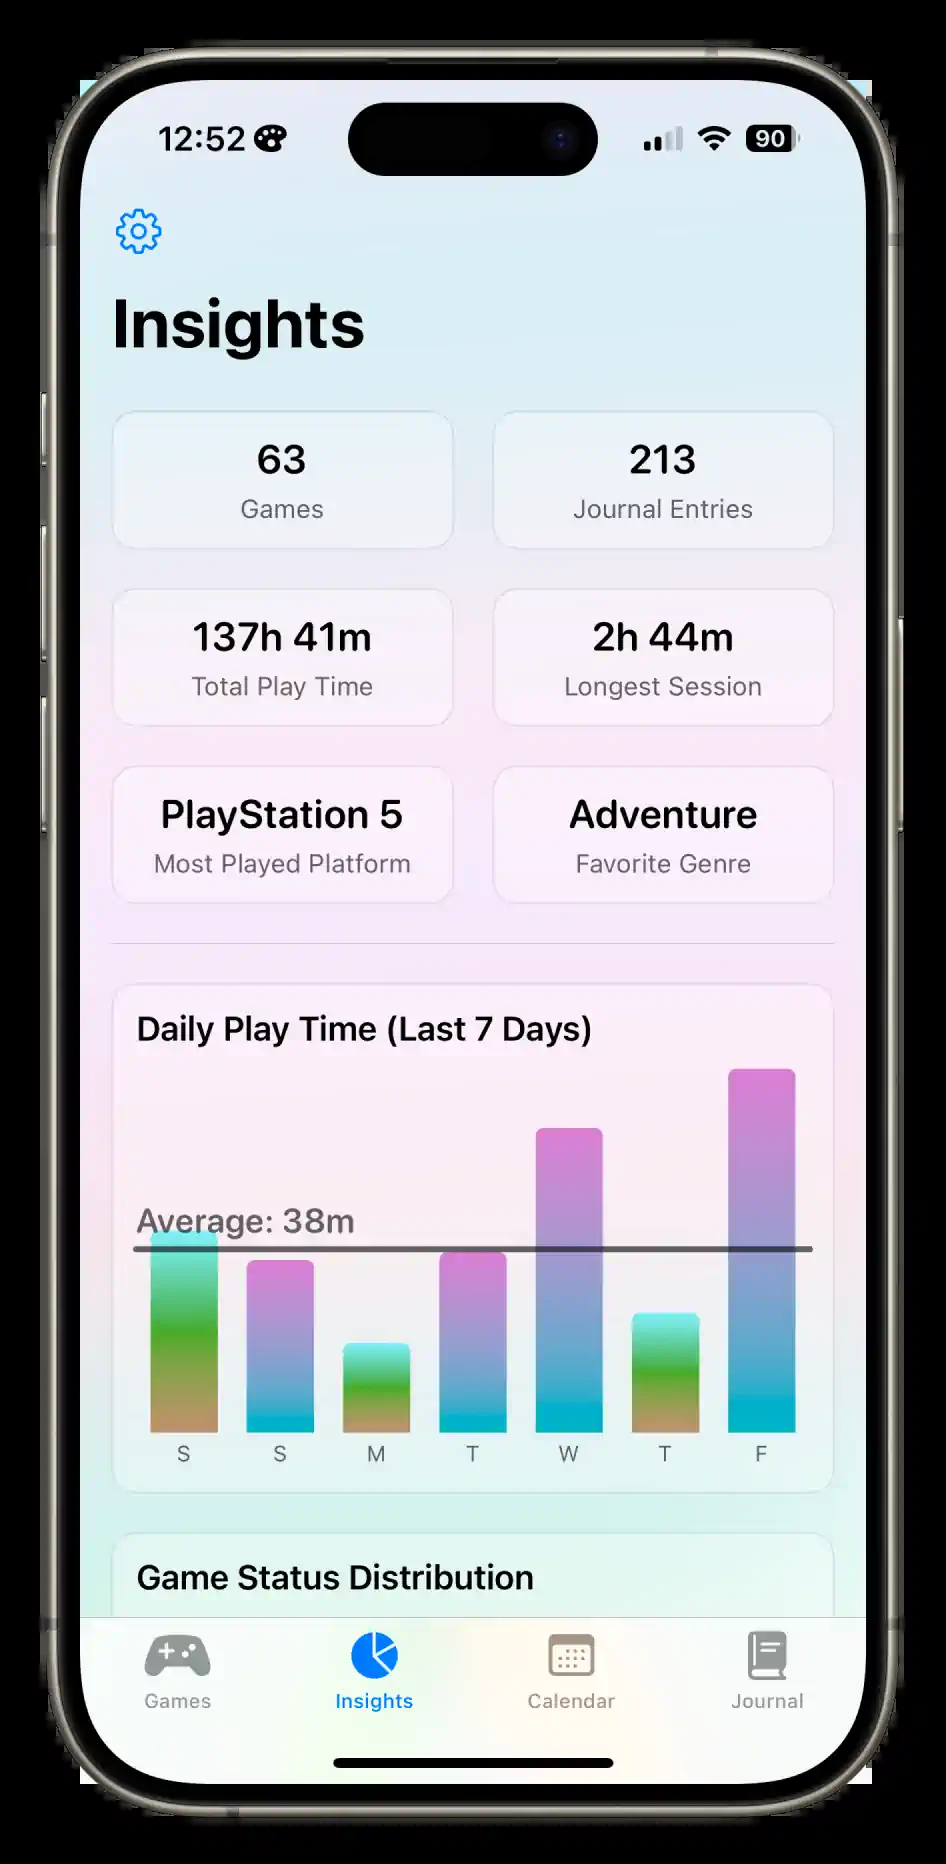 12:52
90
Insights
63
Games
213
Journal Entries
137h 41m
Total Play Time
2h 44m
Longest Session
PlayStation 5
Most Played Platform
Adventure
Favorite Genre
Daily Play Time (Last 7 Days)
Average: 38m
S S M T W T F
Game Status Distribution
Games Insights Calendar Journal